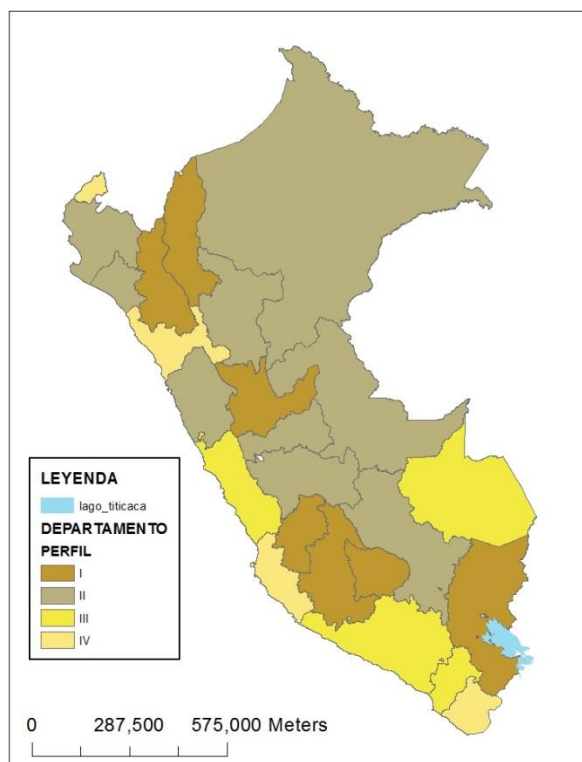 LEYENDA
lago_titicaca
DEPARTAMENTO
PERFIL
I
II
III
IV
0 287,500 575,000 Meters